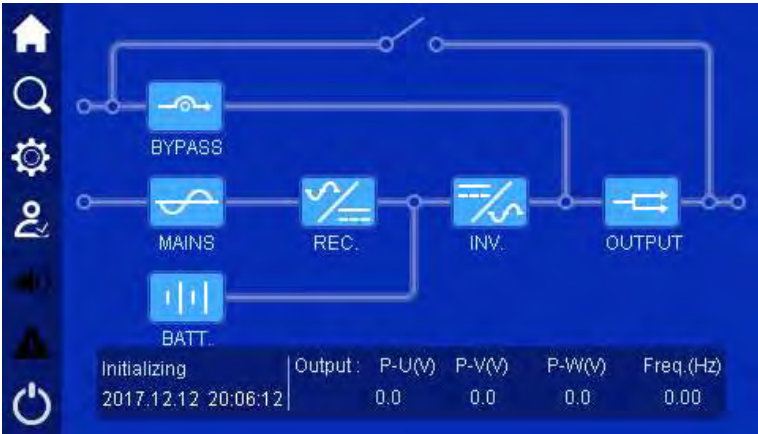 BYPASS
MAINS
REC.
INV.
OUTPUT
BATT..
Initializing
Output : P-U(V) P-V(V) P-W(V) Freq.(Hz)
2017.12.12 20:06:12
0.0 0.0 0.0 0.00